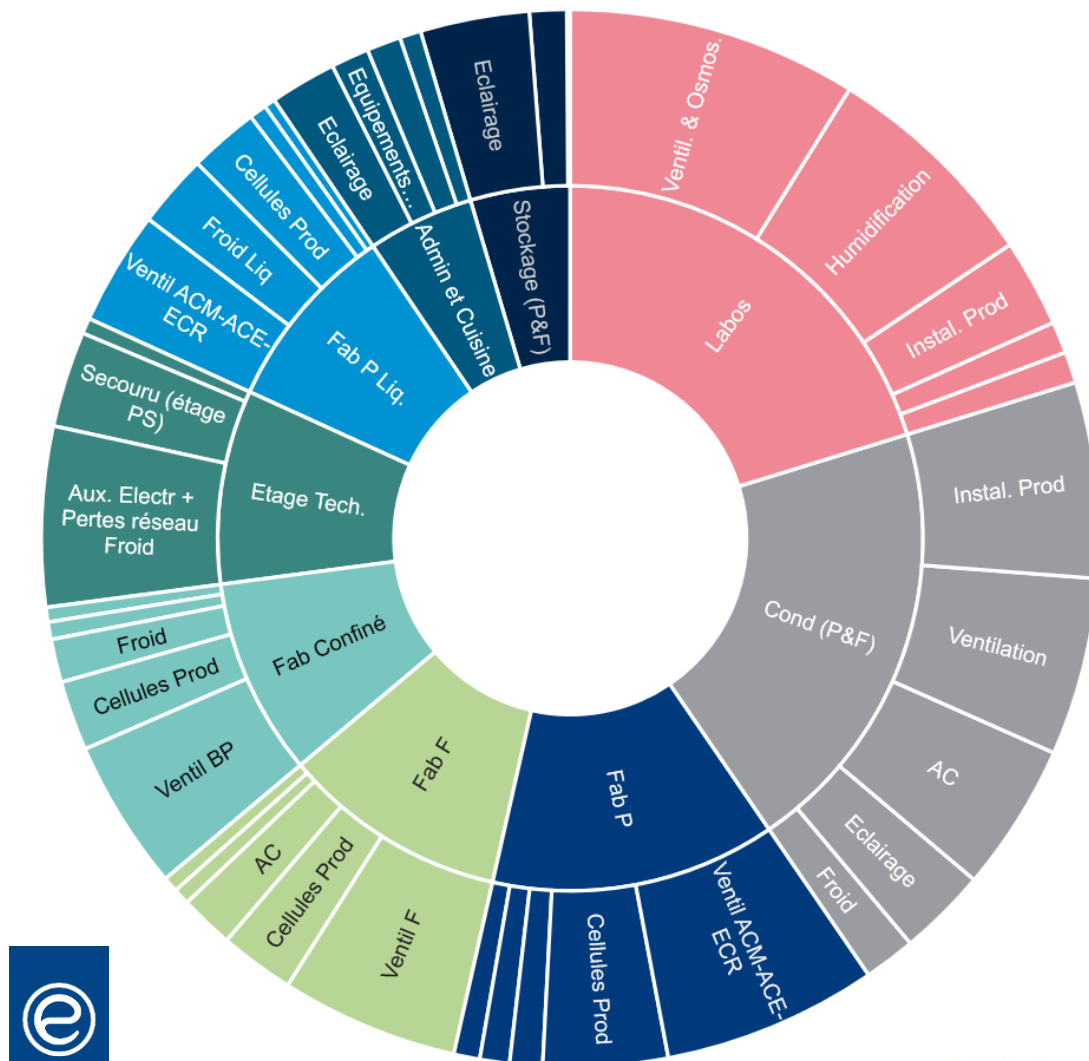 Labos
Ventil. & Osmos.
Humidification
Instal. Prod
Cond (P&F)
Instal. Prod
Ventilation
AC
Eclairage
Froid
Fab P
Ventil ACM-ACE-
ECR
Cellules Prod
Fab F
Ventil F
Cellules Prod
AC
Fab Confiné
Ventil BP
Cellules Prod
Froid
Etage Tech.
Aux. Electr +
Pertes réseau
Froid
Secouru (étage
PS)
Fab P Liq.
Ventil ACM-ACE-
ECR
Froid Liq
Cellules Prod
Admin et Cuisine
Eclairage
Equipements...
Stockage (P&F)
Eclairage
e